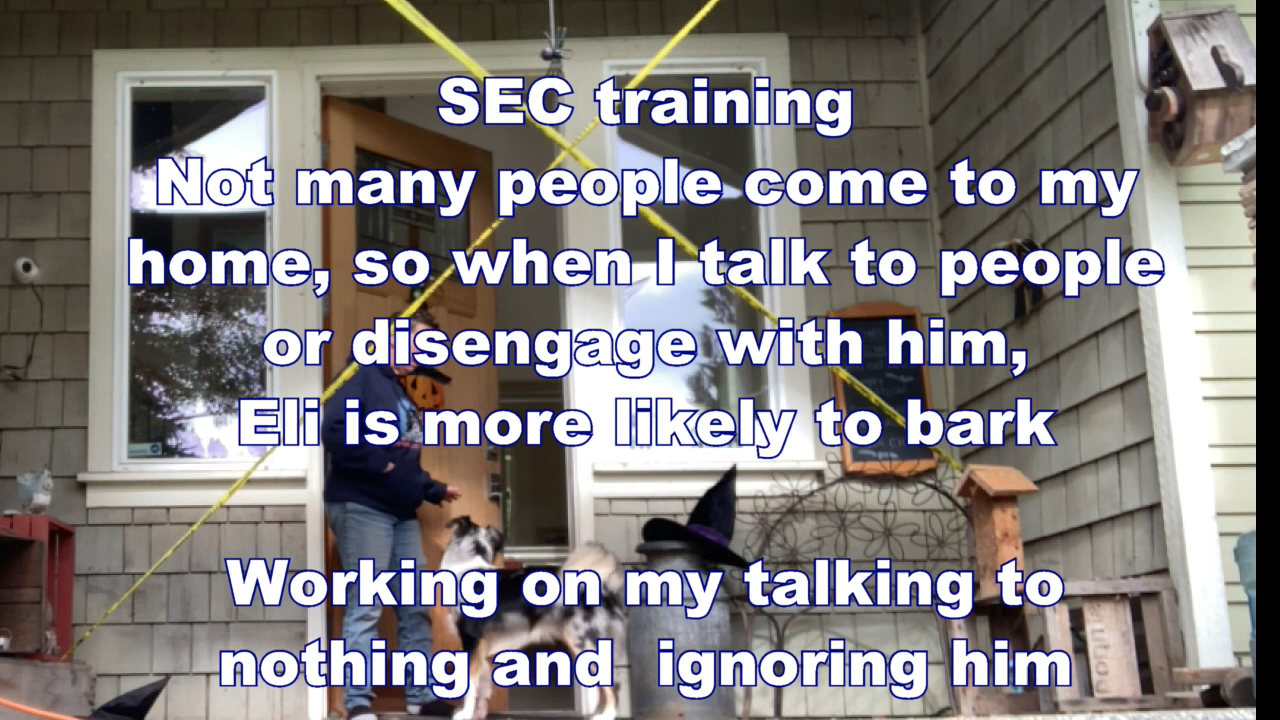 SEC training
Not many people come to my
home, so when I talk to people
or disengage with him,
Eli is more likely to bark
Working on my talking to
nothing and ignoring him